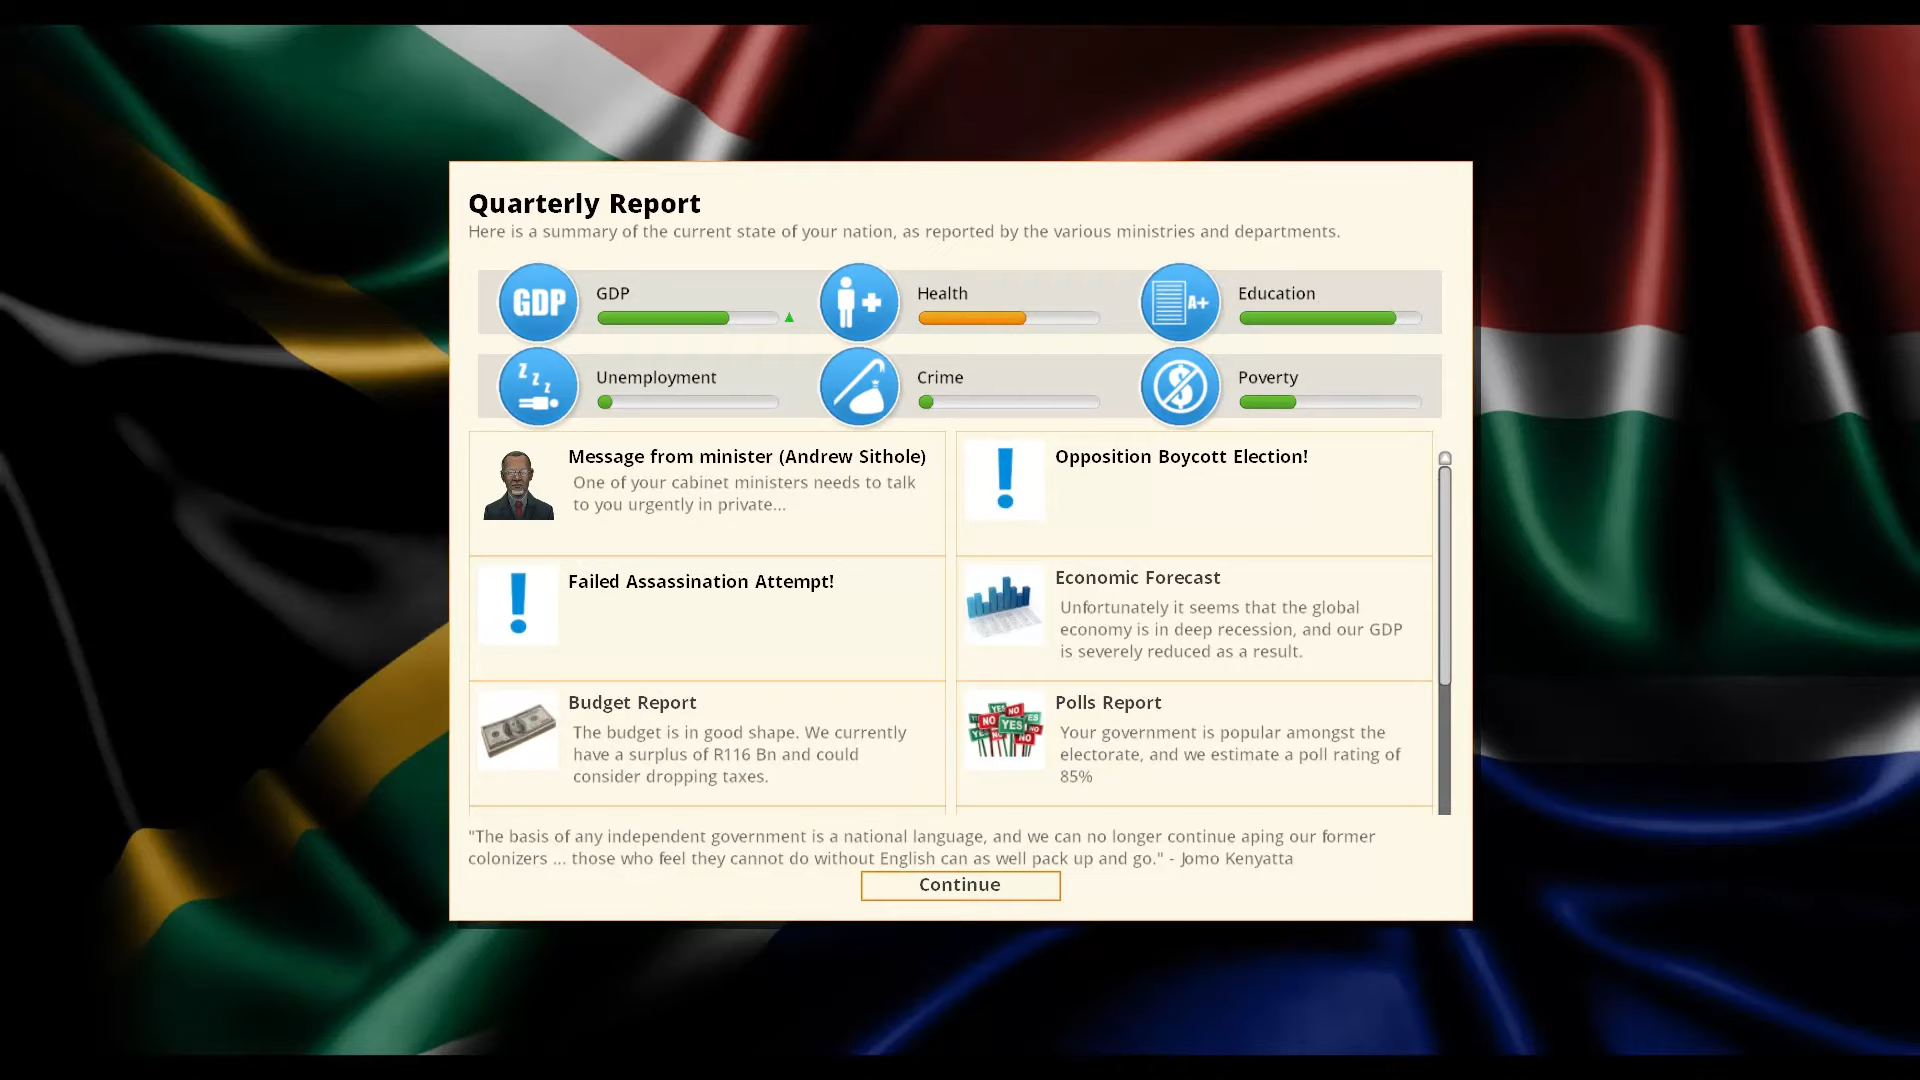 Quarterly Report
Here is a summary of the current state of your nation, as reported by the various ministries and departments.
GDP
GDP
Health
A+
Education
Z Z Z
Unemployment
Crime
$
Poverty
Message from minister (Andrew Sithole)
One of your cabinet ministers needs to talk
to you urgently in private...
!
Opposition Boycott Election!
!
Failed Assassination Attempt!
Economic Forecast
Unfortunately it seems that the global
economy is in deep recession, and our GDP
is severely reduced as a result.
Budget Report
The budget is in good shape. We currently
have a surplus of R116 Bn and could
consider dropping taxes.
YES NO
NO YES YES
NO
Polls Report
Your government is popular amongst the
electorate, and we estimate a poll rating of
85%
"The basis of any independent government is a national language, and we can no longer continue aping our former
colonizers ... those who feel they cannot do without English can as well pack up and go." - Jomo Kenyatta
Continue